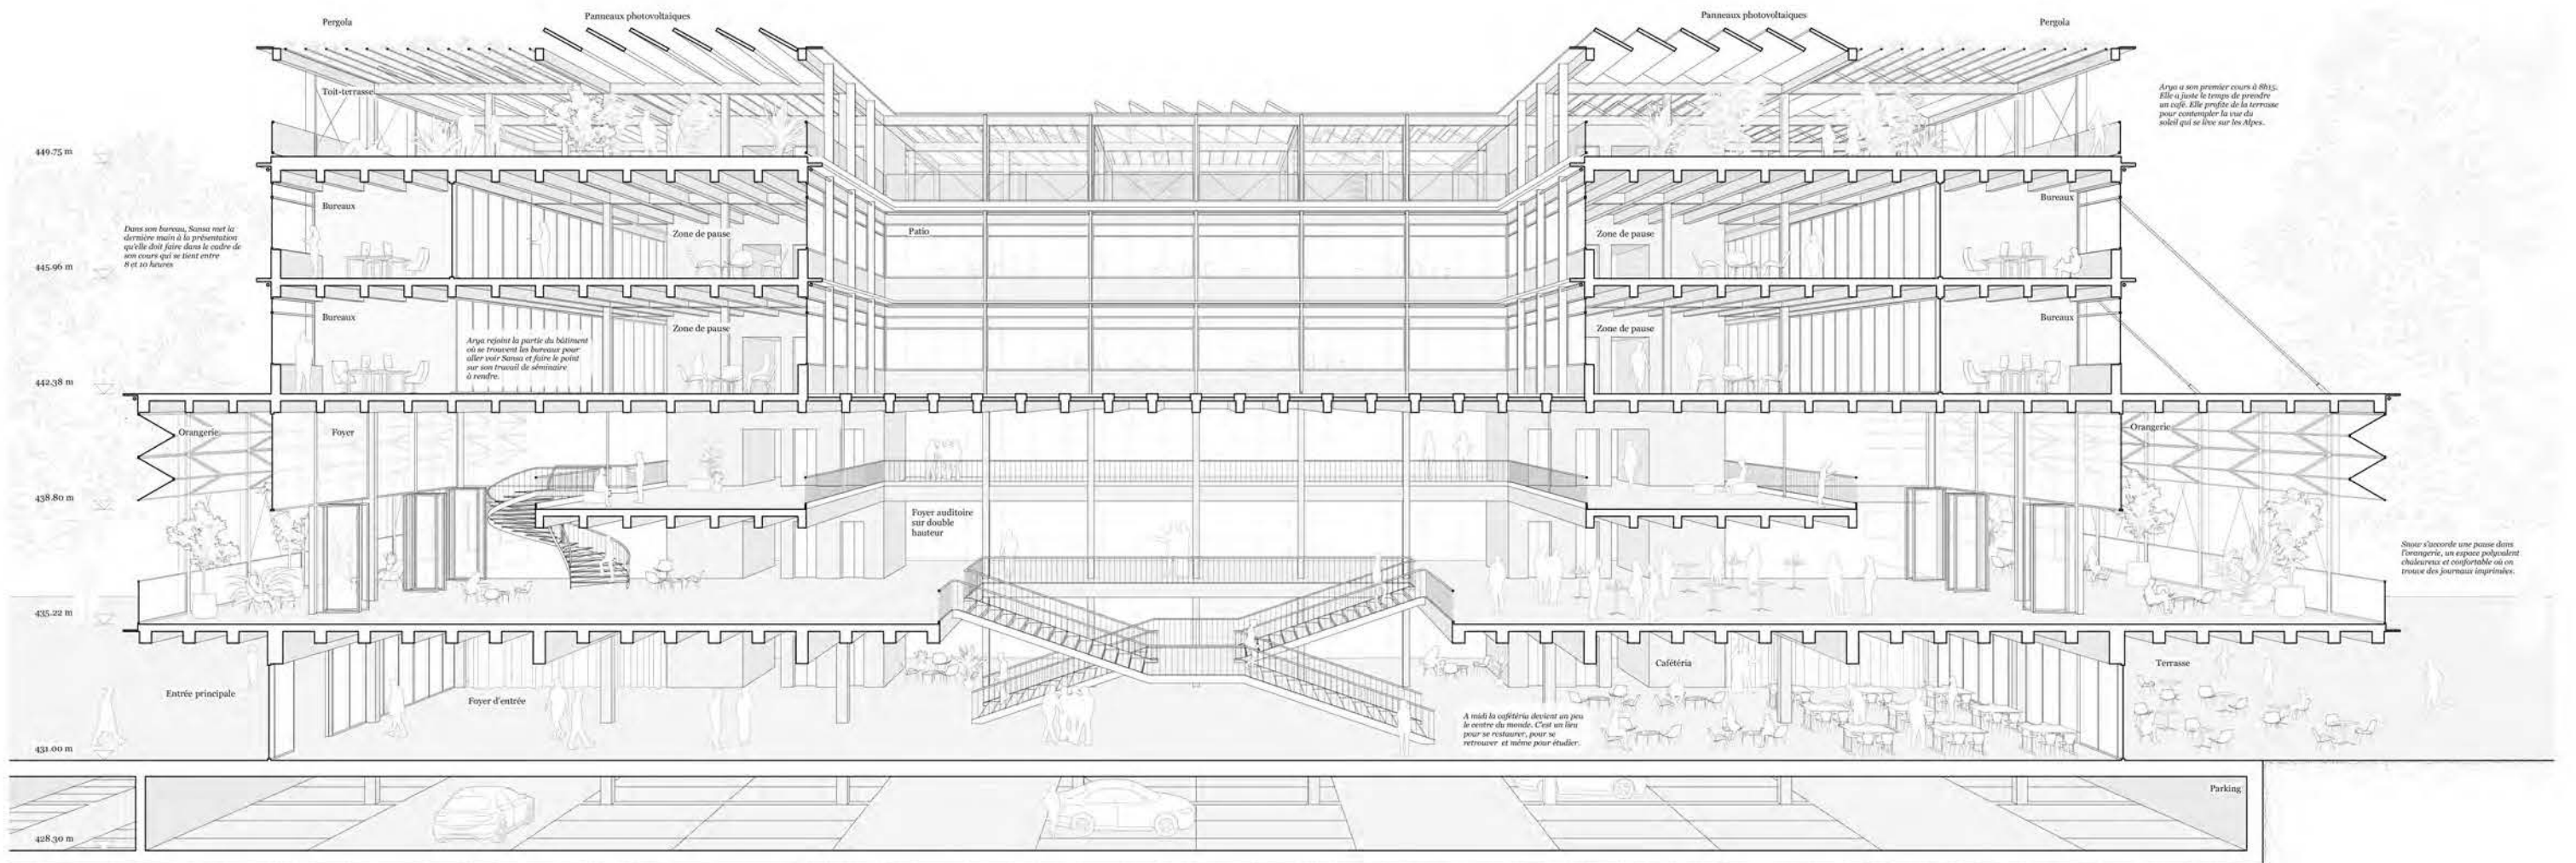 Pergola
Panneaux photovoltaiques
Panneaux photovoltaiques
Pergola
Toit-terrasse
Arya a son premier cours à 8h15.
Elle a juste le temps de prendre
un café. Elle profite de la terrasse
pour contempler la vue du
soleil qui se lève sur les Alpes.
449.75 m
Bureaux
Bureaux
Dans son bureau, Sansa met la
dernière main à la présentation
qu'elle doit faire dans le cadre de
son cours qui se tient entre
8 et 10 heures
Zone de pause
Patio
Zone de pause
445.96 m
Bureaux
Zone de pause
Zone de pause
Bureaux
Arya rejoint la partie du bâtiment
où se trouvent les bureaux pour
aller voir Sansa et faire le point
sur son travail de séminaire
à rendre.
442.38 m
Orangerie
Foyer
Orangerie
438.80 m
Foyer auditoire
sur double
hauteur
Snow s'accorde une pause dans
l'orangerie, un espace polyvalent
chaleureux et confortable où on
trouve des journaux imprimées.
435.22 m
Entrée principale
Foyer d'entrée
Cafétéria
Terrasse
A midi la cafétéria devient un peu
le centre du monde. C'est un lieu
pour se restaurer, pour se
retrouver et même pour étudier.
431.00 m
Parking
428.30 m